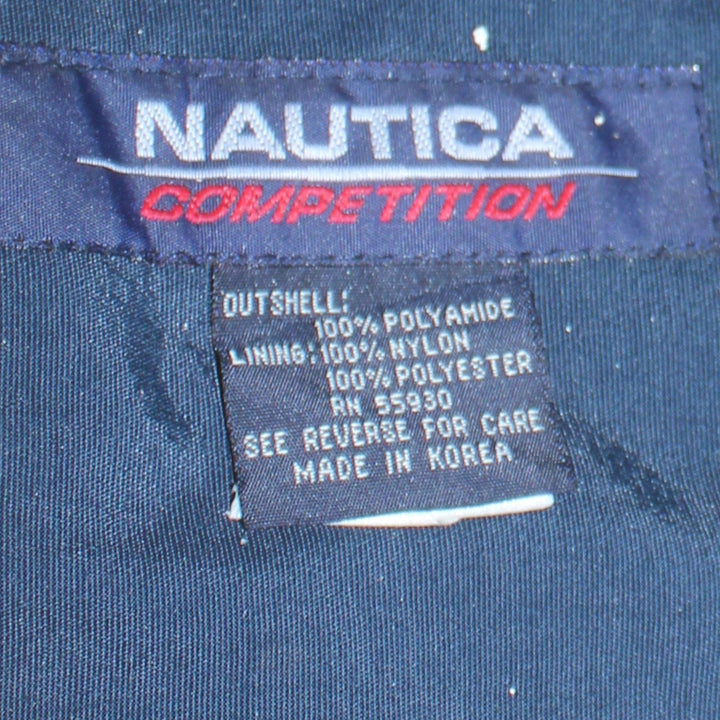 NAUTICA
COMPETITION
OUTSHELL:
100% POLYAMIDE
LINING: 100% NYLON
100% POLYESTER
RN 55930
SEE REVERSE FOR CARE
MADE IN KOREA